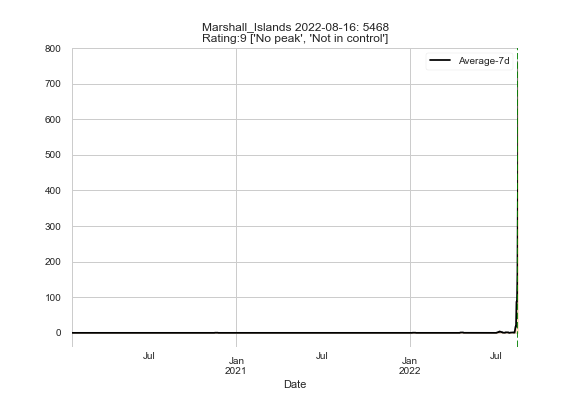 Marshall_Islands 2022-08-16: 5468
Rating:9 ['No peak', 'Not in control']
800
Average-7d
700
600
500
400
300
200
100
0
Jul
Jan
2021
Jul
Jan
2022
Jul
Date